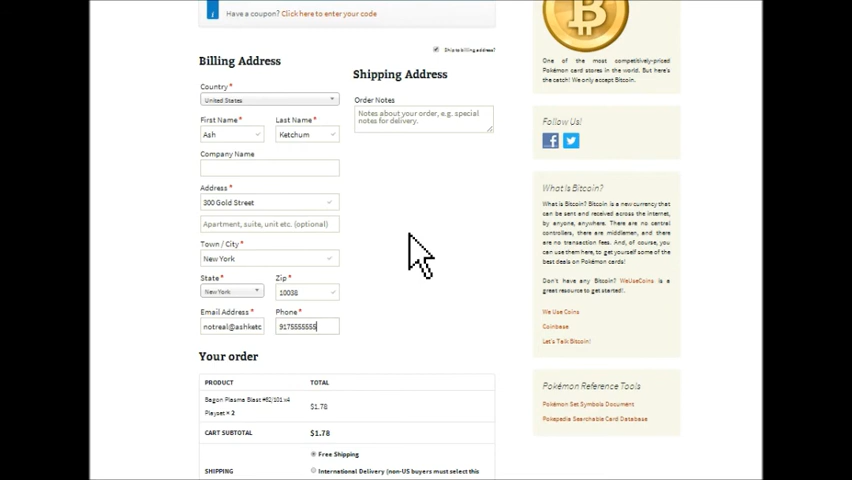 Have a coupon? Click here to enter your code
Ship to billing address?
Billing Address
Shipping Address
Country *
United States
First Name *
Last Name *
Ash
Ketchum
Company Name
Address *
300 Gold Street
Apartment, suite, unit etc. (optional)
Town / City *
New York
State *
Zip *
New York
10038
Email Address *
Phone *
notreal@ashketc
9175555555
Order Notes
Notes about your order, e.g. special
notes for delivery.
Your order
PRODUCT
TOTAL
Bagon Plasma Blast #62/101 x4
Playset × 2
$1.78
CART SUBTOTAL
$1.78
SHIPPING
Free Shipping
International Delivery (non-US buyers must select this
One of the most competitively-priced
Pokémon card stores in the world. But here's
the catch! We only accept Bitcoin.
Follow Us!
What is Bitcoin?
What is Bitcoin? Bitcoin is a new currency that
can be sent and received across the internet,
by anyone, anywhere. There are no central
controllers, there are no middlemen, and there
are no transaction fees. And, of course, you
can use them here, to get yourself some of the
best deals on Pokémon cards!
Don't have any Bitcoin? WeUseCoins is a
great resource to get started!.
We Use Coins
Coinbase
Let's Talk Bitcoin!
Pokémon Reference Tools
Pokémon Set Symbols Document
Pokepedia Searchable Card Database